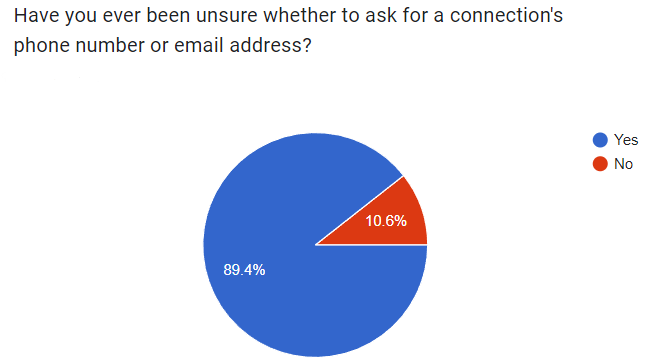 Have you ever been unsure whether to ask for a connection's
phone number or email address?
Yes
No
10.6%
89.4%